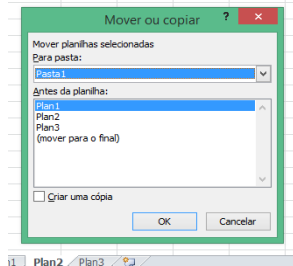 Mover ou copiar ? ×
Mover planilhas selecionadas
Para pasta:
Pasta1
Antes da planilha:
Plan1
Plan2
Plan3
(mover para o final)
Criar uma cópia
OK Cancelar
Plan2 Plan3